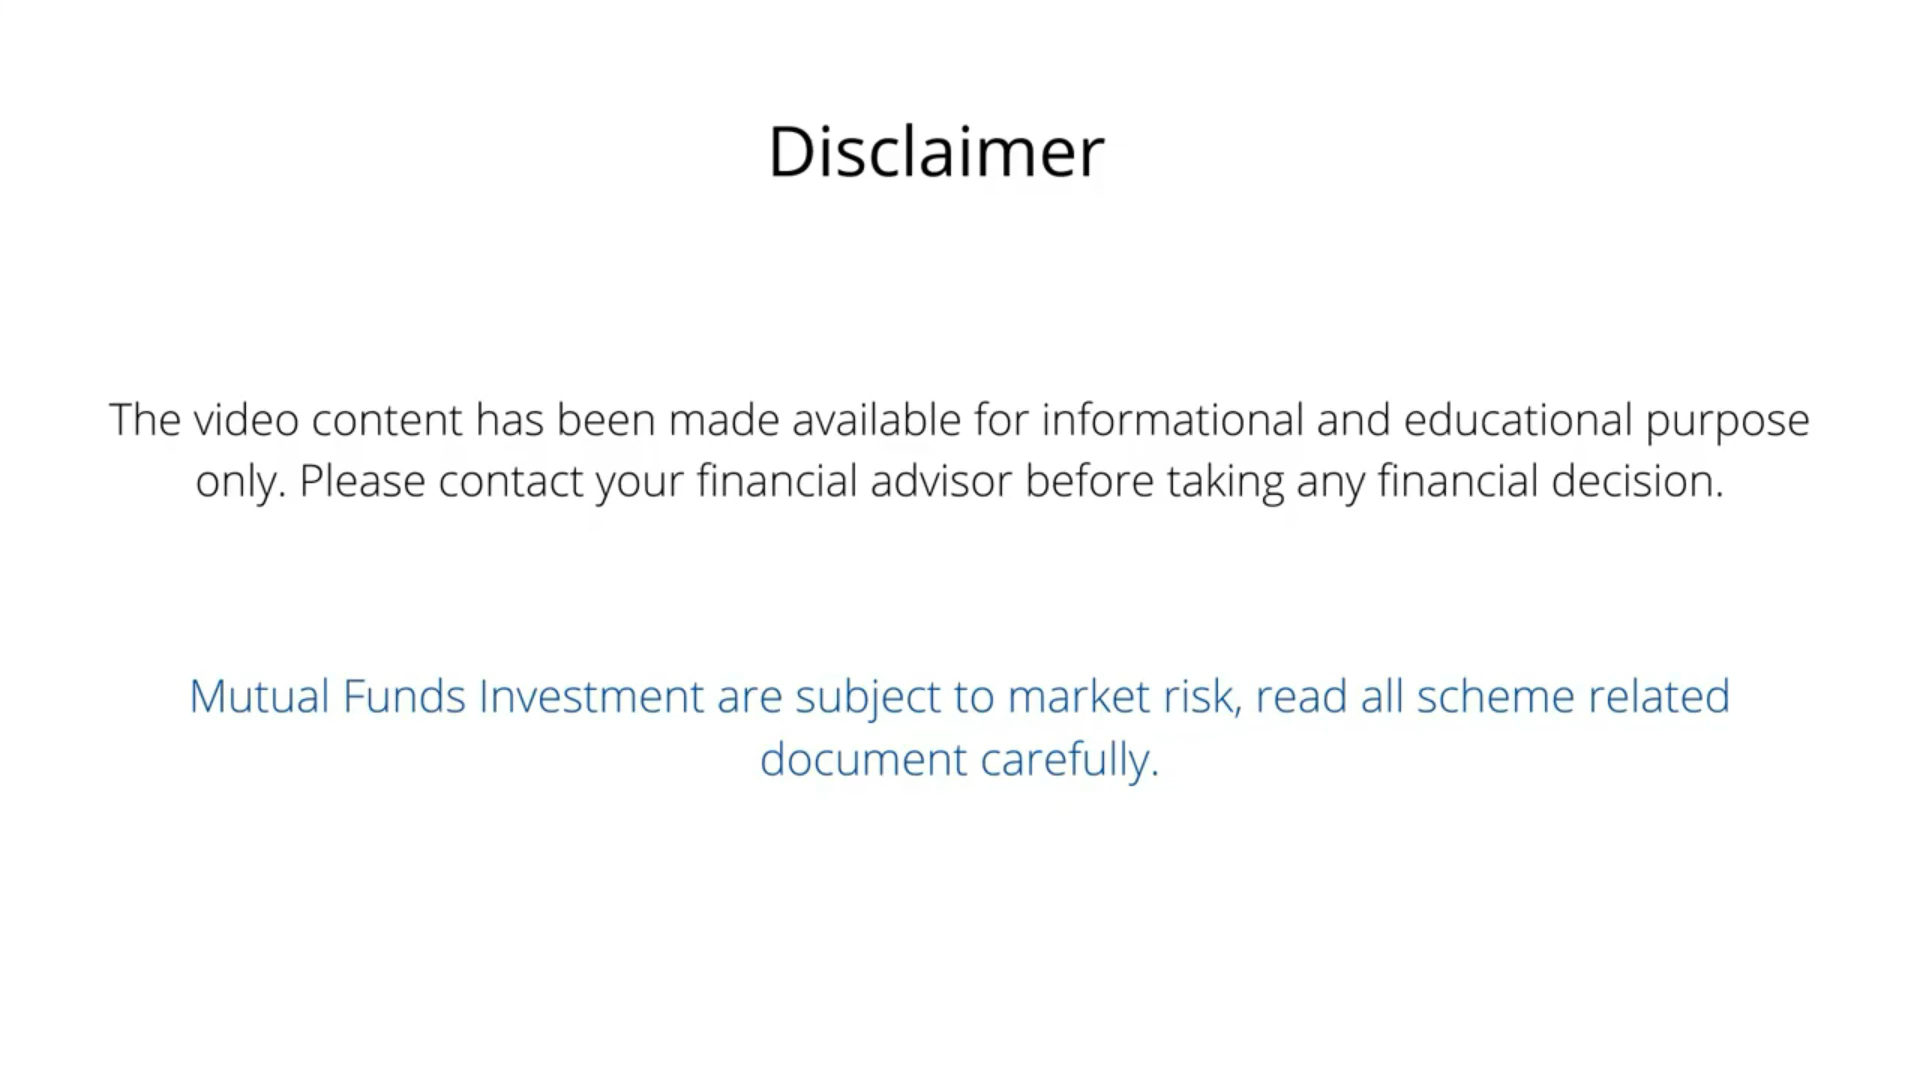 Disclaimer
The video content has been made available for informational and educational purpose
only. Please contact your financial advisor before taking any financial decision.
Mutual Funds Investment are subject to market risk, read all scheme related
document carefully.